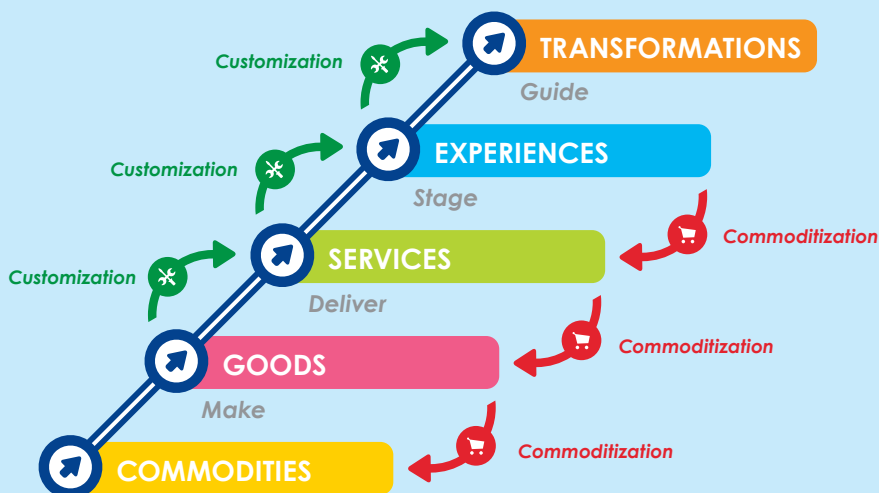 Customization
TRANSFORMATIONS
Guide
Customization
EXPERIENCES
Stage
Commoditization
Customization
SERVICES
Deliver
Commoditization
GOODS
Make
Commoditization
COMMODITIES